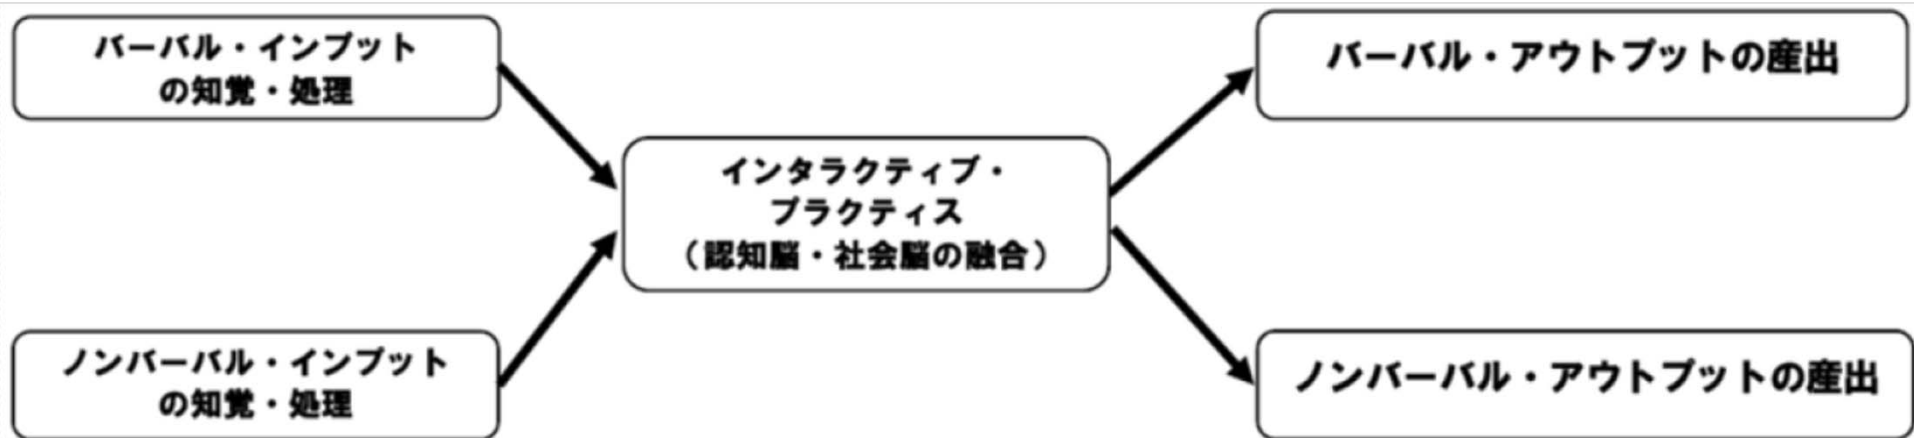 バーバル・インプット
の知覚・処理
バーバル・アウトプットの産出
インタラクティブ・
プラクティス
（認知脳・社会脳の融合）
ノンバーバル・インプット
の知覚・処理
ノンバーバル・アウトプットの産出